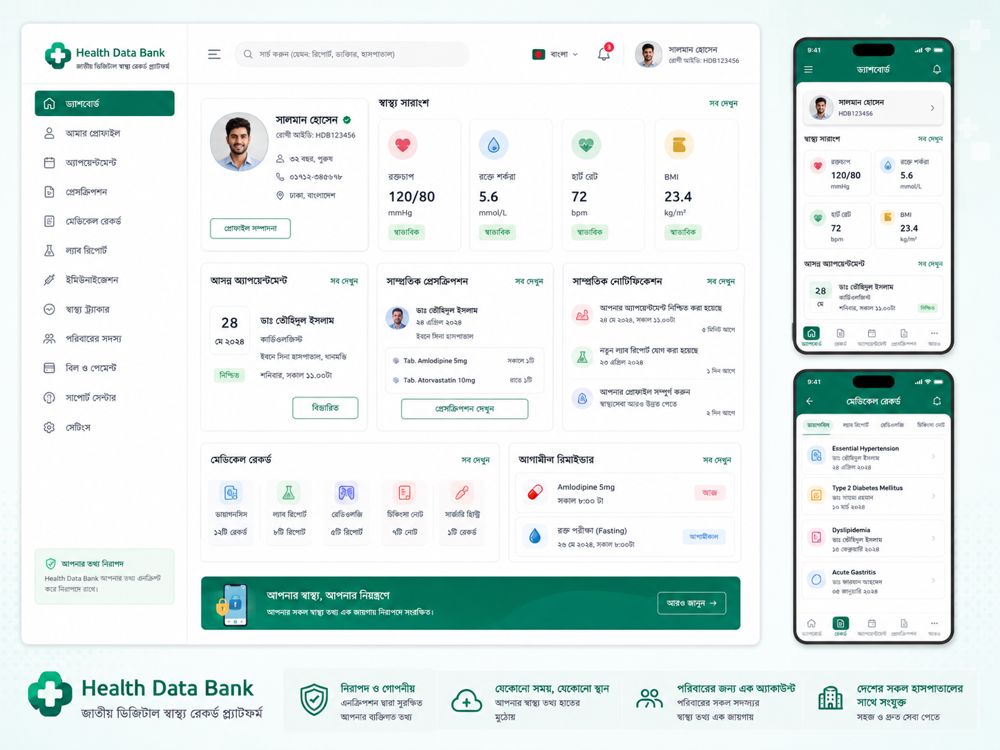 Health Data Bank
জাতীয় ডিজিটাল স্বাস্থ্য রেকর্ড প্ল্যাটফর্ম
সার্চ করুন (যেমন: রিপোর্ট, ডাক্তার, হাসপাতাল)
বাংলা
3
সালমান হোসেন
রোগী আইডি: HDB123456
ড্যাশবোর্ড
আমার প্রোফাইল
অ্যাপয়েন্টমেন্ট
প্রেসক্রিপশন
মেডিকেল রেকর্ড
ল্যাব রিপোর্ট
ইমিউনাইজেশন
স্বাস্থ্য ট্র্যাকার
পরিবারের সদস্য
বিল ও পেমেন্ট
সাপোর্ট সেন্টার
সেটিংস
আপনার তথ্য নিরাপদ
Health Data Bank আপনার তথ্য এনক্রিপ্ট
করে নিরাপদে রাখে।
সালমান হোসেন
রোগী আইডি: HDB123456
৩২ বছর, পুরুষ
০১৭১২-৩৪৫৬৭৮
ঢাকা, বাংলাদেশ
প্রোফাইল সম্পাদনা
স্বাস্থ্য সারাংশ
সব দেখুন
রক্তচাপ
120/80
mmHg
স্বাভাবিক
রক্তে শর্করা
5.6
mmol/L
স্বাভাবিক
হার্ট রেট
72
bpm
স্বাভাবিক
BMI
23.4
kg/m²
স্বাভাবিক
আসন্ন অ্যাপয়েন্টমেন্ট
সব দেখুন
28
মে ২০২৪
নিশ্চিত
ডাঃ তৌহিদুল ইসলাম
কার্ডিওলজিস্ট
ইবনে সিনা হাসপাতাল, ধানমন্ডি
শনিবার, সকাল ১১.০০টা
বিস্তারিত
সাম্প্রতিক প্রেসক্রিপশন
সব দেখুন
ডাঃ তৌহিদুল ইসলাম
২৪ এপ্রিল ২০২৪
ইবনে সিনা হাসপাতাল
Tab. Amlodipine 5mg
সকালে ১টি
Tab. Atorvastatin 10mg
রাতে ১টি
প্রেসক্রিপশন দেখুন
সাম্প্রতিক নোটিফিকেশন
সব দেখুন
আপনার অ্যাপয়েন্টমেন্ট নিশ্চিত করা হয়েছে
২৪ মে ২০২৪, সকাল ১১.০০টা
৫ মিনিট আগে
নতুন ল্যাব রিপোর্ট যোগ করা হয়েছে
২৩ এপ্রিল ২০২৪
১ দিন আগে
আপনার প্রোফাইল সম্পূর্ণ করুন
স্বাস্থ্যসেবা আরও উন্নত পেতে
২ দিন আগে
মেডিকেল রেকর্ড
সব দেখুন
ডায়াগনসিস
১২টি রেকর্ড
ল্যাব রিপোর্ট
৮টি রিপোর্ট
রেডিওলজি
৫টি রিপোর্ট
চিকিৎসা নোট
৭টি নোট
সার্জারি হিস্ট্রি
১টি রেকর্ড
আগামীল রিমাইন্ডার
সব দেখুন
Amlodipine 5mg
সকাল ৮:০০ টা
আজ
রক্ত পরীক্ষা (Fasting)
২৬ মে ২০২৪, সকাল ৮:০০টা
আগামীকাল
আপনার স্বাস্থ্য, আপনার নিয়ন্ত্রণে
আপনার সকল স্বাস্থ্য তথ্য এক জায়গায় নিরাপদে সংরক্ষিত।
আরও জানুন →
9:41
ড্যাশবোর্ড
সালমান হোসেন
HDB123456
স্বাস্থ্য সারাংশ
সব দেখুন
রক্তচাপ
120/80
mmHg
রক্তে শর্করা
5.6
mmol/L
হার্ট রেট
72
bpm
BMI
23.4
kg/m²
আসন্ন অ্যাপয়েন্টমেন্ট
সব দেখুন
28
মে
ডাঃ তৌহিদুল ইসলাম
কার্ডিওলজিস্ট
শনিবার, সকাল ১১.০০টা
নিশ্চিত
ড্যাশবোর্ড
রেকর্ড
অ্যাপয়েন্টমেন্ট
প্রেসক্রিপশন
আরও
9:41
মেডিকেল রেকর্ড
ডায়াগনসিস
ল্যাব রিপোর্ট
রেডিওলজি
চিকিৎসা নোট
Essential Hypertension
ডাঃ তৌহিদুল ইসলাম
২৪ এপ্রিল ২০২৪
Type 2 Diabetes Mellitus
ডাঃ সায়মা রহমান
১০ মার্চ ২০২৪
Dyslipidemia
ডাঃ তৌহিদুল ইসলাম
১৫ ফেব্রুয়ারি ২০২৪
Acute Gastritis
ডাঃ ফারহান আহমেদ
০৫ জানুয়ারি ২০২৪
ড্যাশবোর্ড
রেকর্ড
অ্যাপয়েন্টমেন্ট
প্রেসক্রিপশন
আরও
Health Data Bank
জাতীয় ডিজিটাল স্বাস্থ্য রেকর্ড প্ল্যাটফর্ম
নিরাপদ ও গোপনীয়
এনক্রিপশন দ্বারা সুরক্ষিত
আপনার ব্যক্তিগত তথ্য
যেকোনো সময়, যেকোনো স্থান
আপনার স্বাস্থ্য তথ্য হাতের
মুঠোয়
পরিবারের জন্য এক অ্যাকাউন্ট
পরিবারের সকল সদস্যর
স্বাস্থ্য তথ্য এক জায়গায়
দেশের সকল হাসপাতালের
সাথে সংযুক্ত
সহজ ও দ্রুত সেবা পেতে